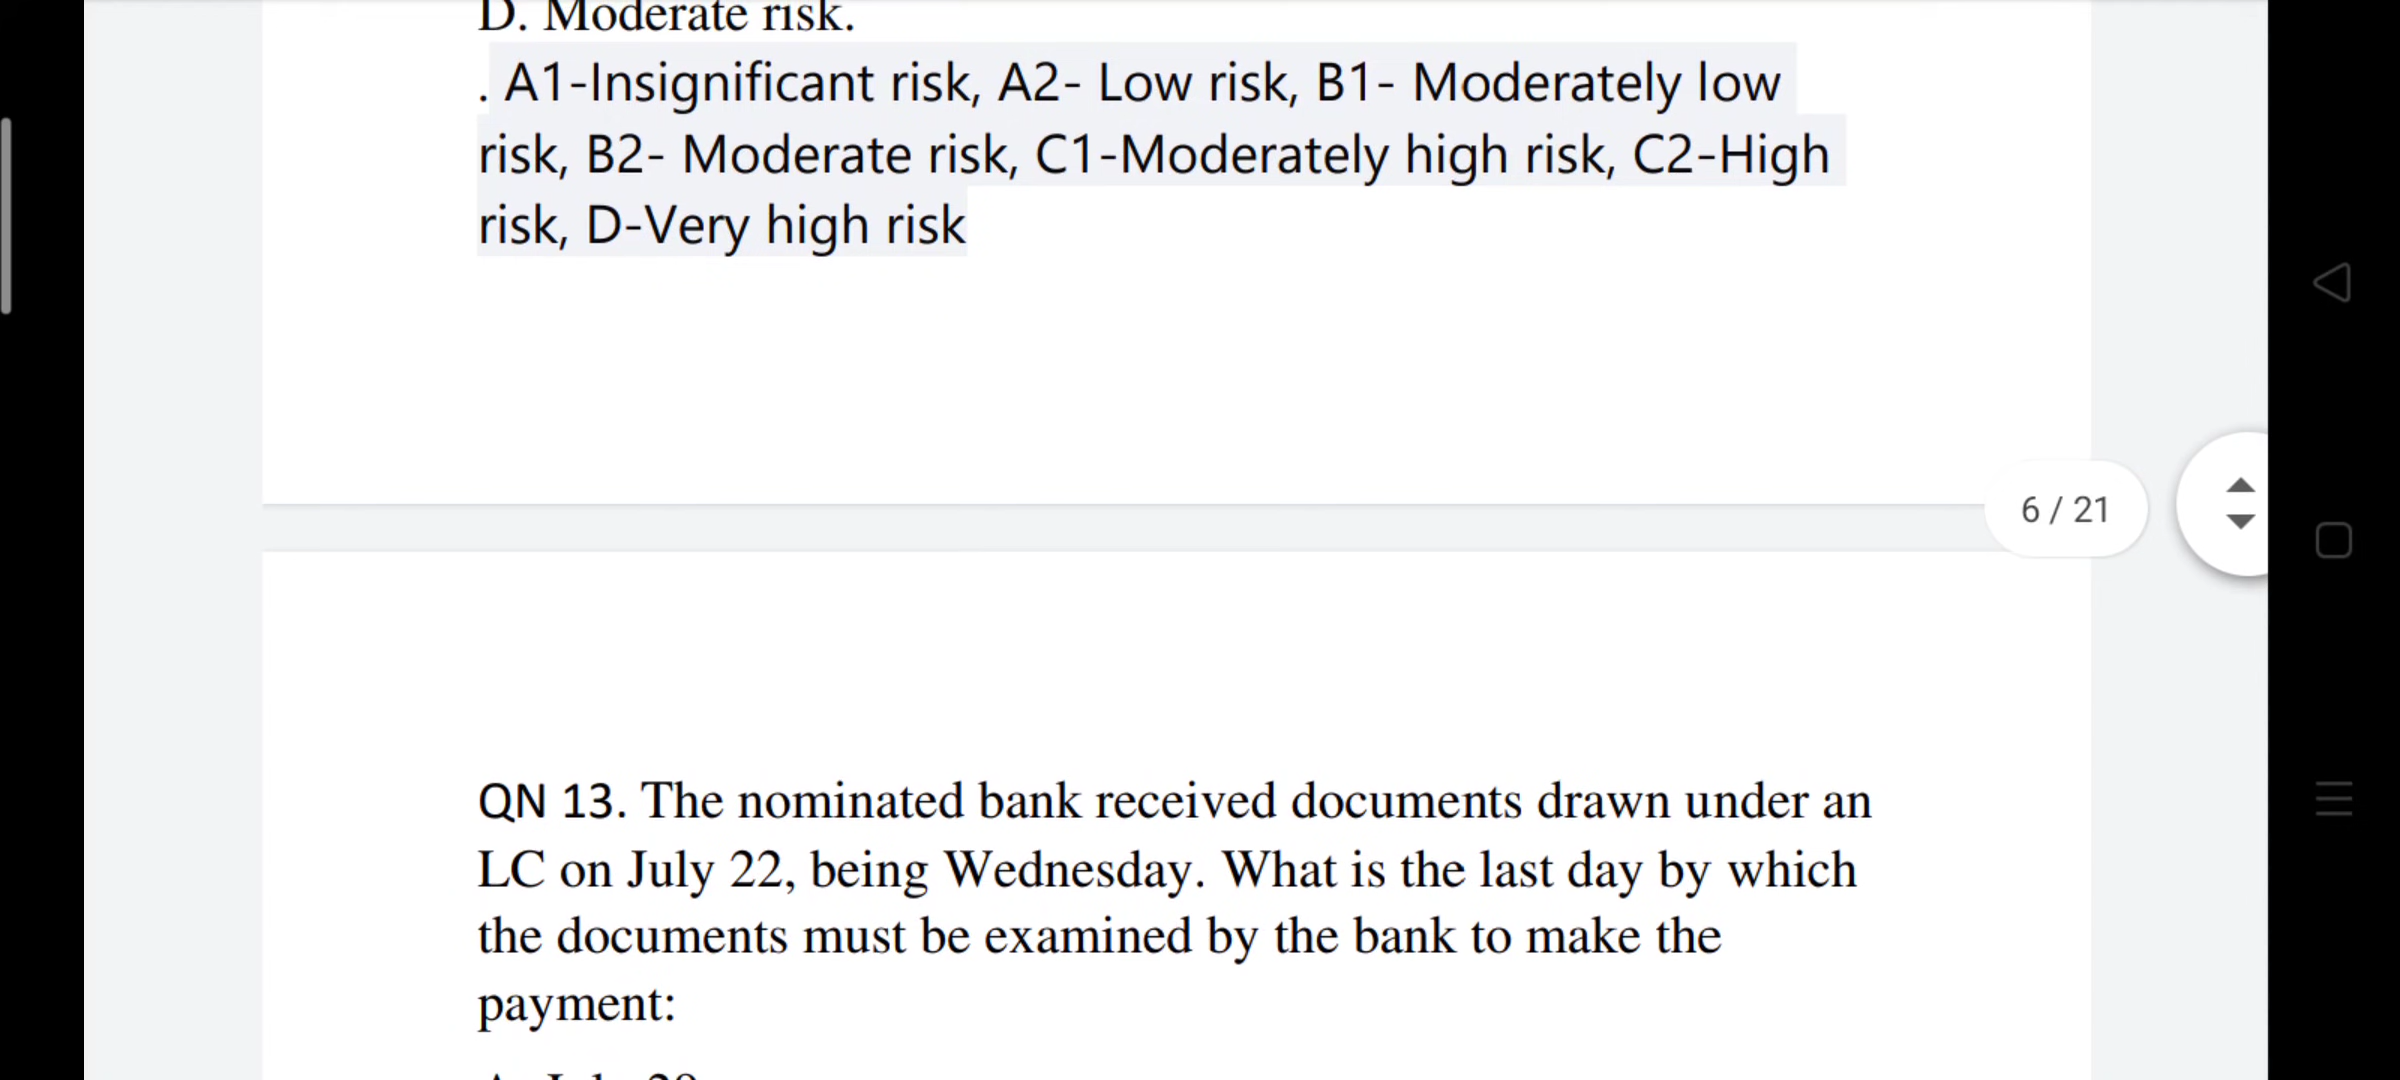 D. Moderate risk.
. A1-Insignificant risk, A2- Low risk, B1- Moderately low
risk, B2- Moderate risk, C1-Moderately high risk, C2-High
risk, D-Very high risk
6 / 21
QN 13. The nominated bank received documents drawn under an
LC on July 22, being Wednesday. What is the last day by which
the documents must be examined by the bank to make the
payment: